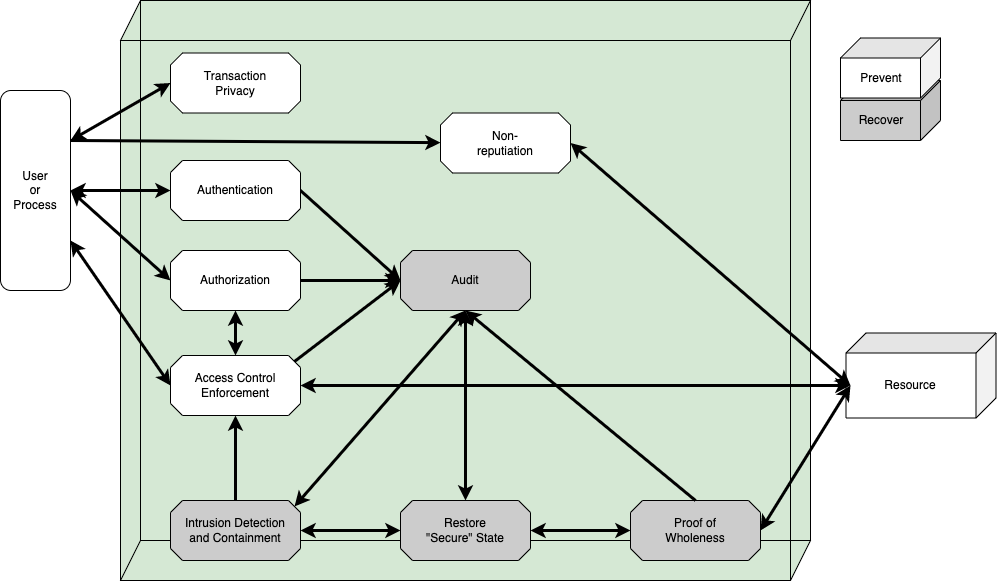 Transaction
Privacy
Prevent
Recover
Non-
reputiation
User
or
Process
Authentication
Authorization
Audit
Access Control
Enforcement
Resource
Intrusion Detection
and Containment
Restore
"Secure" State
Proof of
Wholeness